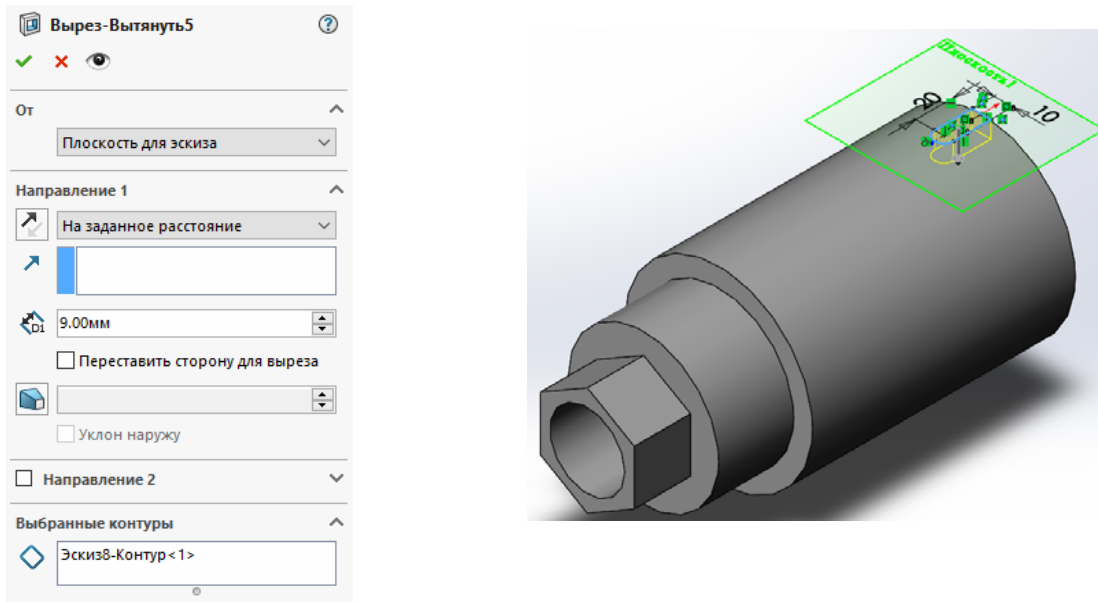 Вырез-Вытянуть5
От
Плоскость для эскиза
Направление 1
На заданное расстояние
D1
9.00мм
Переставить сторону для выреза
Уклон наружу
Направление 2
Выбранные контуры
Эскиз8-Контур<1>
Плоскость1
20
10